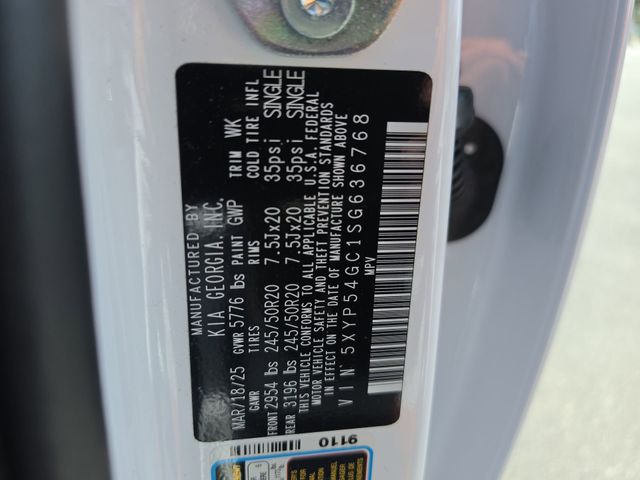 MANUFACTURED BY
KIA GEORGIA, INC.
MAR/18/25 GVWR 5776 lbs PAINT GWP TRIM WK
GAWR TIRES RIMS COLD TIRE INFL
FRONT 2954 lbs 245/50R20 7.5Jx20 35psi SINGLE
REAR 3196 lbs 245/50R20 7.5Jx20 35psi SINGLE
THIS VEHICLE CONFORMS TO ALL APPLICABLE U.S.A. FEDERAL
MOTOR VEHICLE SAFETY AND THEFT PREVENTION STANDARDS
IN EFFECT ON THE DATE OF MANUFACTURE SHOWN ABOVE
VIN 5XYP54GC1SG636768
MPV
9110